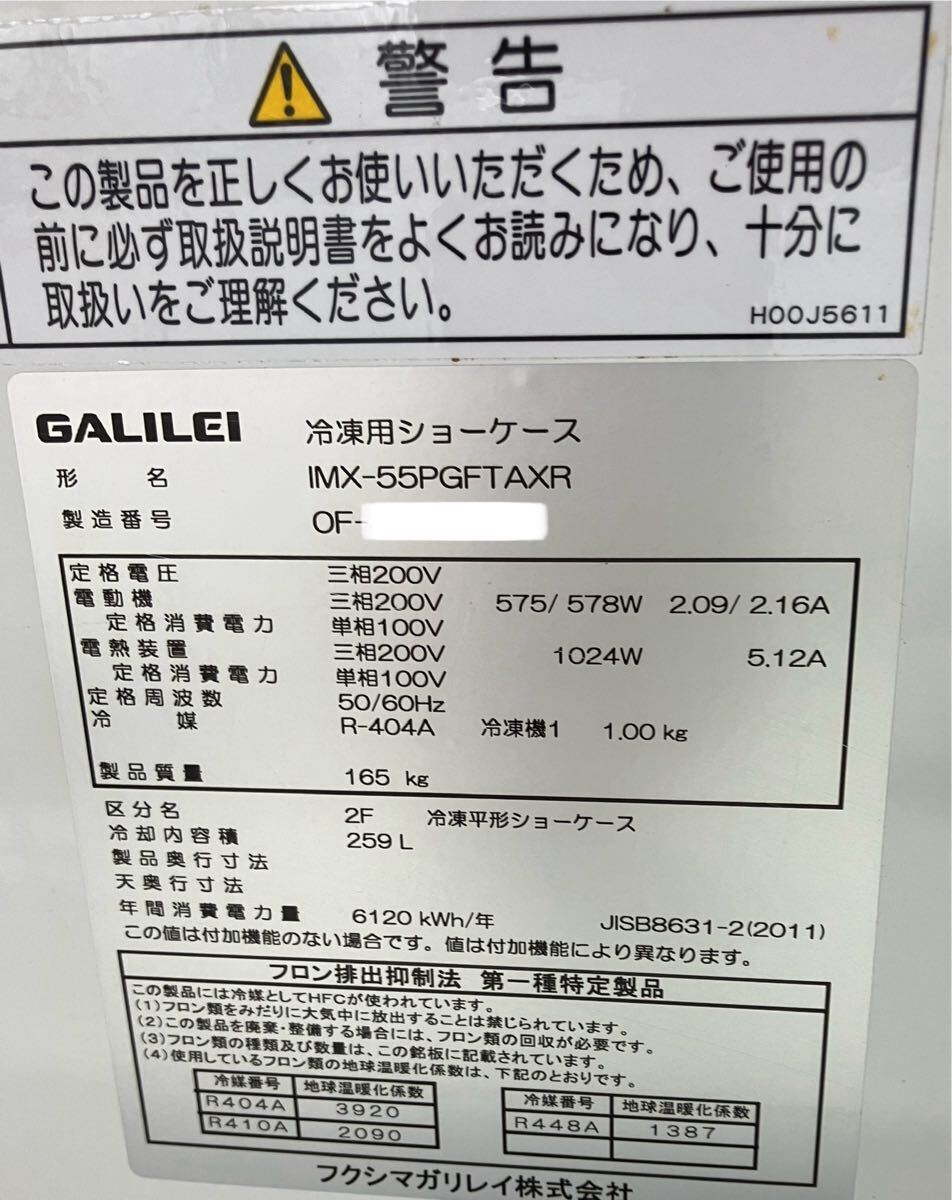 警告
この製品を正しくお使いいただくため、ご使用の
前に必ず取扱説明書をよくお読みになり、十分に
取扱いをご理解ください。
H00J5611
GALILEI 冷凍用ショーケース
形名 IMX-55PGFTAXR
製造番号 OF-
定格電圧 三相200V
電動機 三相200V 575/ 578W 2.09/ 2.16A
定格消費電力 単相100V
電熱装置 三相200V 1024W 5.12A
定格消費電力 単相100V
定格周波数 50/60Hz
冷媒 R-404A 冷凍機1 1.00 kg
製品質量 165 kg
区分名 2F 冷凍平形ショーケース
冷却内容積 259 L
製品奥行寸法
天奥行寸法
年間消費電力量 6120 kWh/年 JISB8631-2(2011)
この値は付加機能のない場合です。値は付加機能により異なります。
フロン排出抑制法 第一種特定製品
この製品には冷媒としてHFCが使われています。
(1)フロン類をみだりに大気中に放出することは禁じられています。
(2)この製品を廃棄・整備する場合には、フロン類の回収が必要です。
(3)フロン類の種類及び数量は、この銘板に記載されています。
(4)使用しているフロン類の地球温暖化係数は、下記のとおりです。
冷媒番号 地球温暖化係数 冷媒番号 地球温暖化係数
R404A 3920 R448A 1387
R410A 2090
フクシマガリレイ株式会社